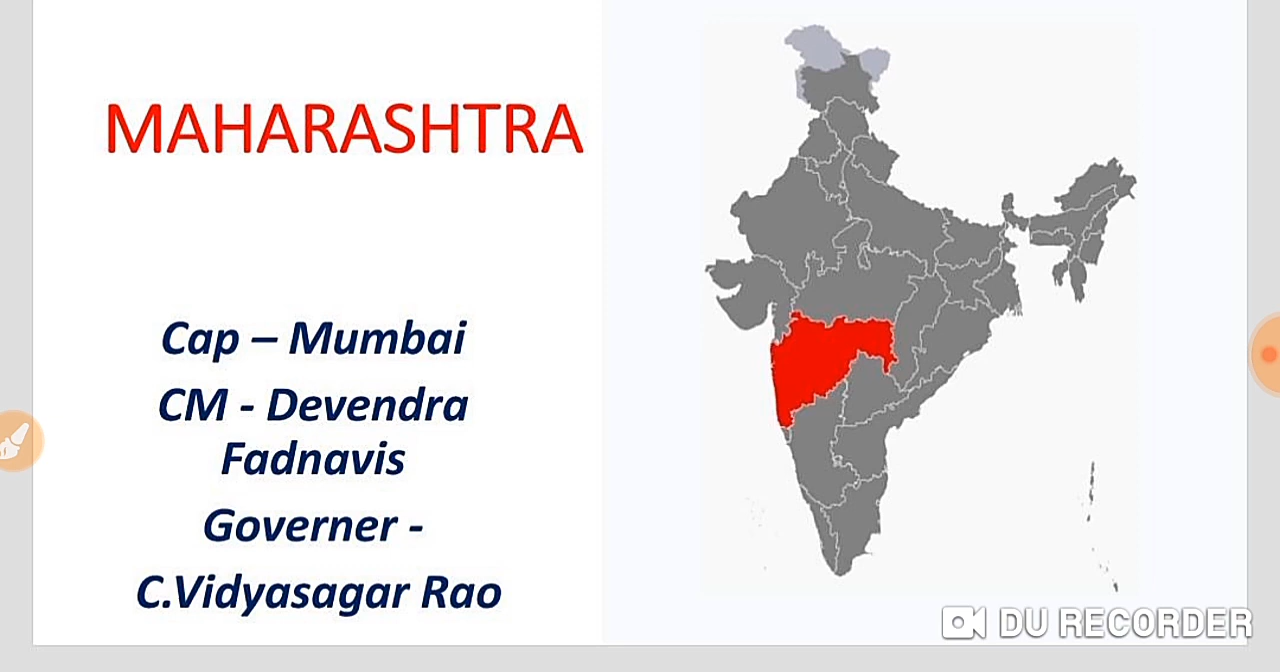 MAHARASHTRA
Cap – Mumbai
CM - Devendra
Fadnavis
Governer -
C.Vidyasagar Rao
DU RECORDER